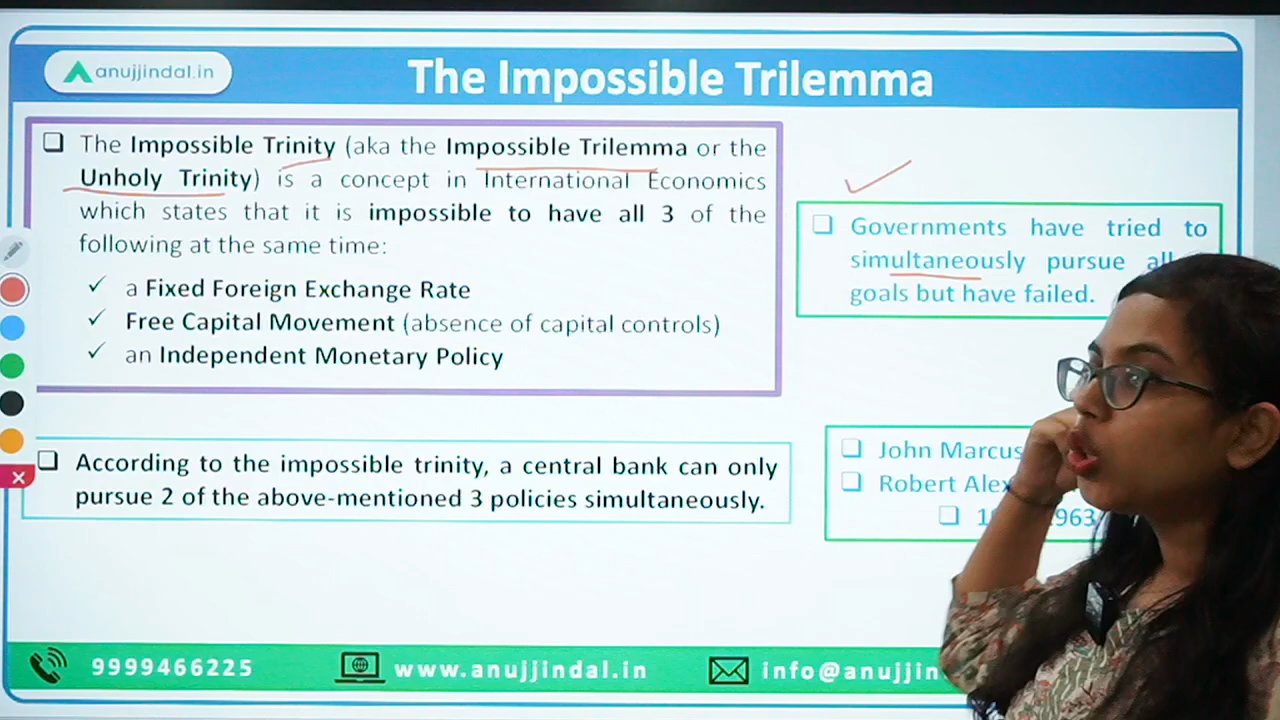 anujjindal.in
The Impossible Trilemma
The Impossible Trinity (aka the Impossible Trilemma or the
Unholy Trinity) is a concept in International Economics
which states that it is impossible to have all 3 of the
following at the same time:
a Fixed Foreign Exchange Rate
Free Capital Movement (absence of capital controls)
an Independent Monetary Policy
Governments have tried to
simultaneously pursue all
goals but have failed.
According to the impossible trinity, a central bank can only
pursue 2 of the above-mentioned 3 policies simultaneously.
John Marcus
Robert
9999466225
www.anujjindal.in